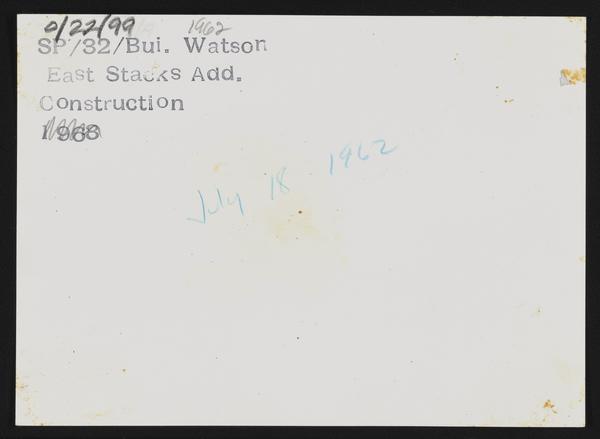 0/22/99 1962
SP/32/Bui. Watson
East Stacks Add.
Construction
1968
July 18 1962